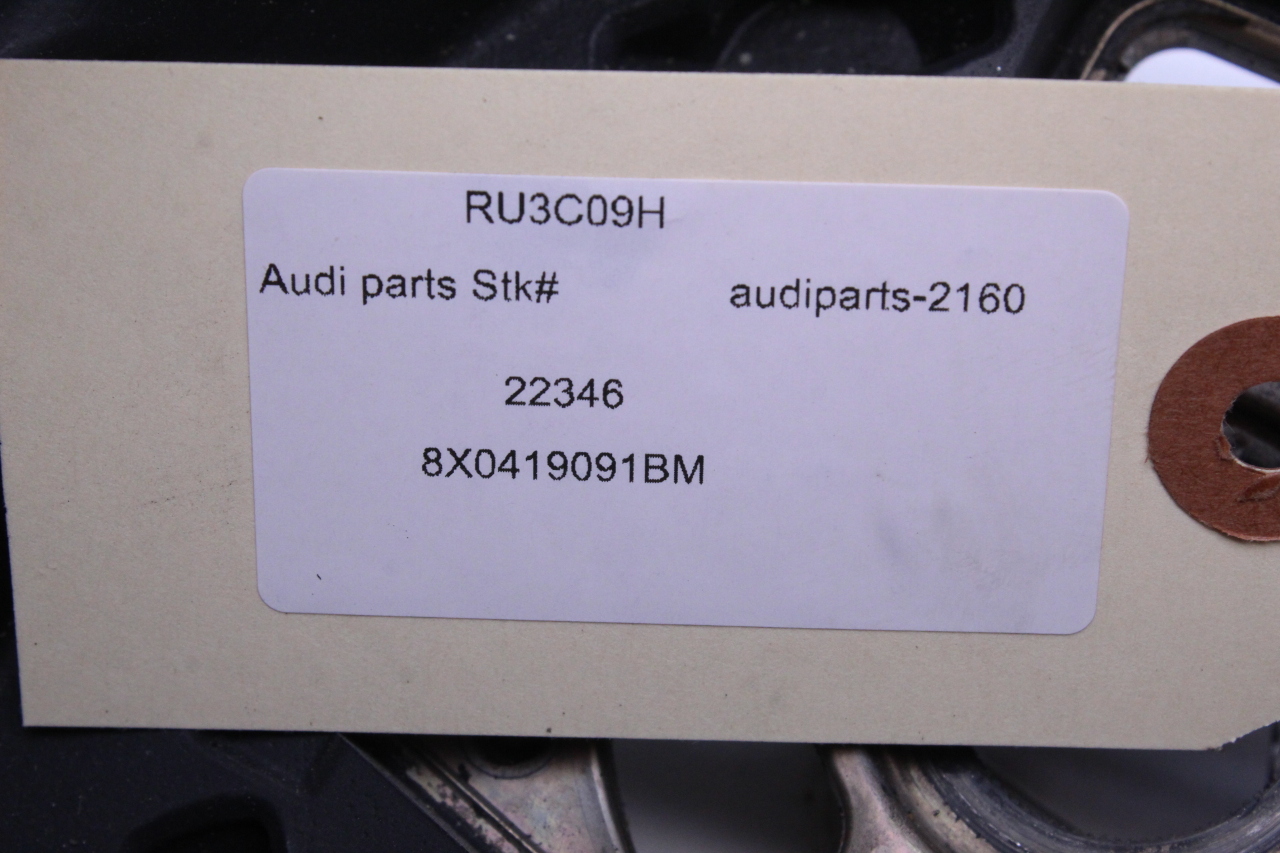 RU3C09H
Audi parts Stk# audiparts-2160
22346
8X0419091BM